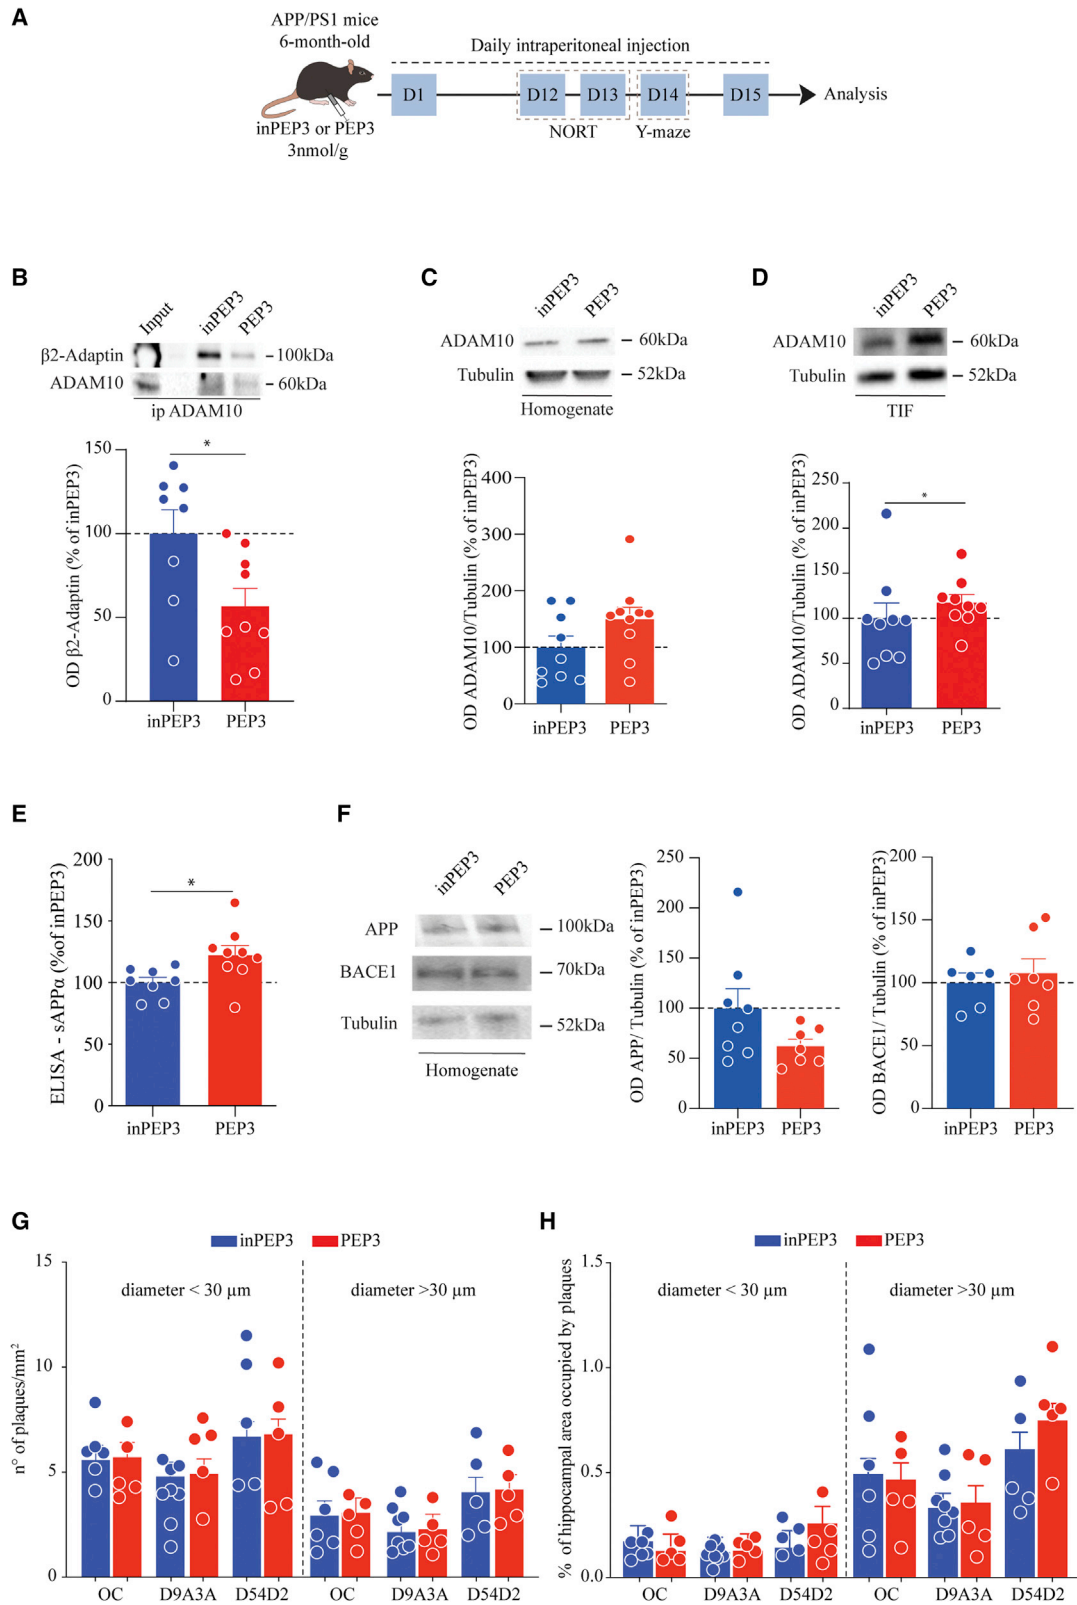 A
APP/PS1 mice
6-month-old
Daily intraperitoneal injection
D1
D12
D13
D14
D15
Analysis
NORT
Y-maze
inPEP3 or PEP3
3nmol/g
B
Input
inPEP3
PEP3
β2-Adaptin
100kDa
ADAM10
60kDa
ip ADAM10
OD β2-Adaptin (% of inPEP3)
150
100
50
0
*
inPEP3
PEP3
C
inPEP3
PEP3
ADAM10
60kDa
Tubulin
52kDa
Homogenate
OD ADAM10/Tubulin (% of inPEP3)
400
300
200
100
0
inPEP3
PEP3
D
inPEP3
PEP3
ADAM10
60kDa
Tubulin
52kDa
TIF
OD ADAM10/Tubulin (% of inPEP3)
250
200
150
100
50
0
*
inPEP3
PEP3
E
ELISA - sAPPα (%of inPEP3)
200
150
100
50
0
*
inPEP3
PEP3
F
inPEP3
PEP3
APP
100kDa
BACE1
70kDa
Tubulin
52kDa
Homogenate
OD APP/ Tubulin (% of inPEP3)
250
200
150
100
50
0
inPEP3
PEP3
OD BACE1/ Tubulin (% of inPEP3)
200
150
100
50
0
inPEP3
PEP3
G
inPEP3
PEP3
n° of plaques/mm²
15
10
5
0
diameter < 30 µm
diameter >30 µm
OC
D9A3A
D54D2
OC
D9A3A
D54D2
H
inPEP3
PEP3
% of hippocampal area occupied by plaques
1.5
1.0
0.5
0.0
diameter < 30 µm
diameter >30 µm
OC
D9A3A
D54D2
OC
D9A3A
D54D2